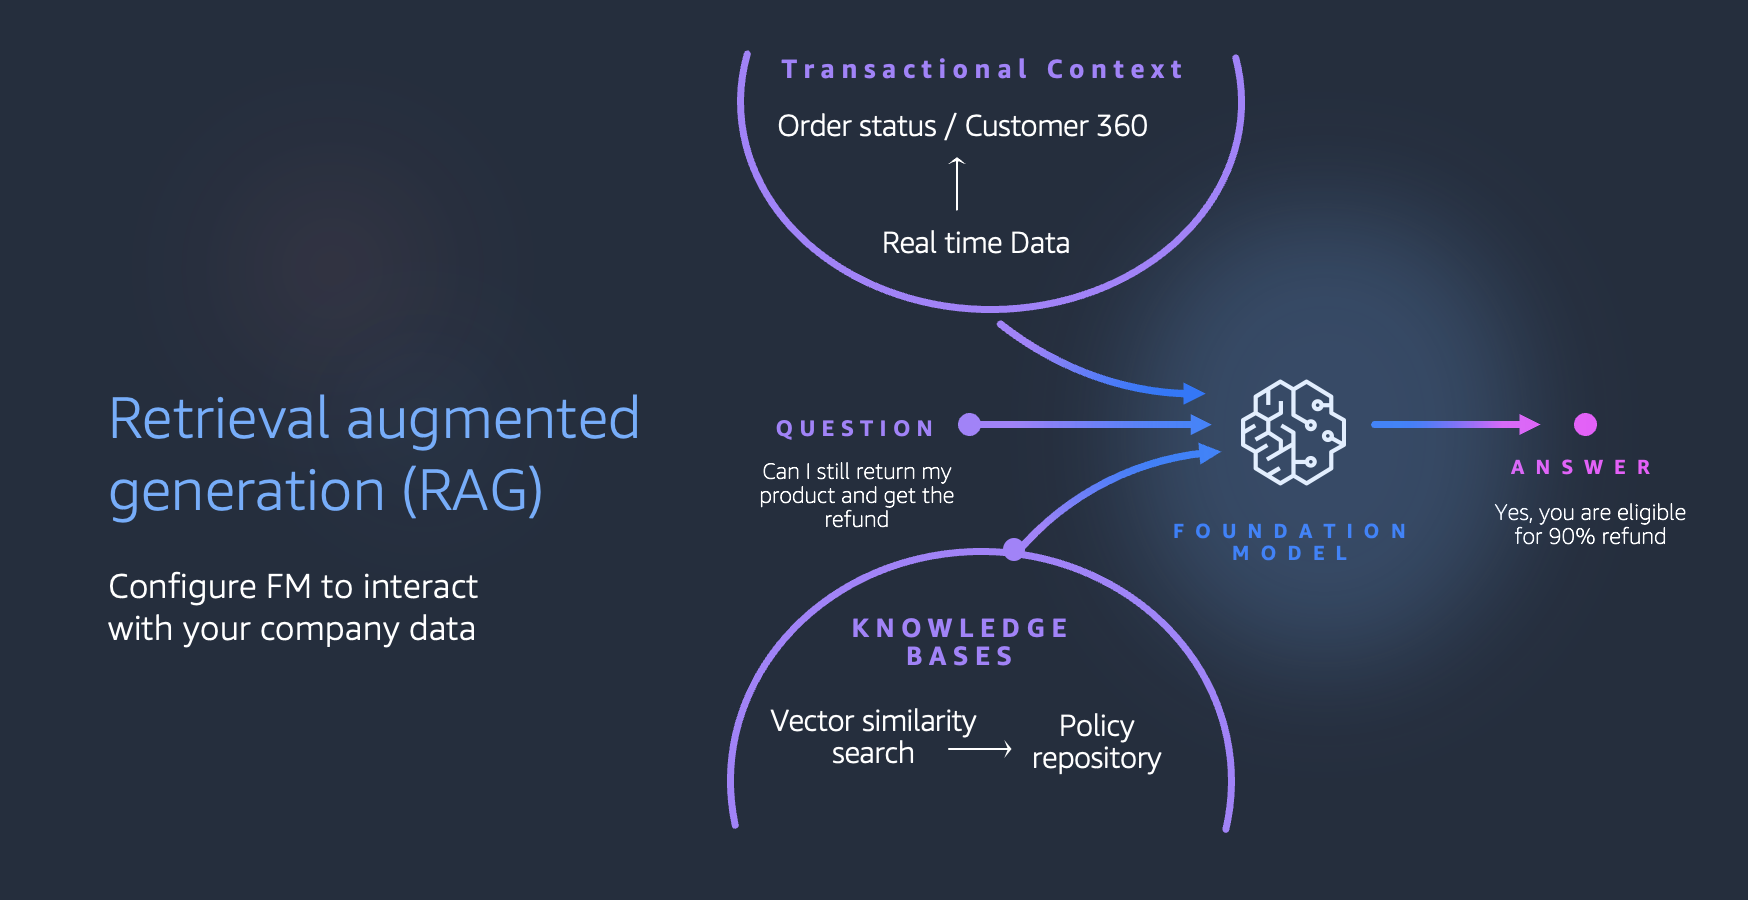 Retrieval augmented
generation (RAG)
Configure FM to interact
with your company data
Transactional Context
Order status / Customer 360
Real time Data
QUESTION
Can I still return my
product and get the
refund
FOUNDATION
MODEL
ANSWER
Yes, you are eligible
for 90% refund
KNOWLEDGE
BASES
Vector similarity
search
Policy
repository